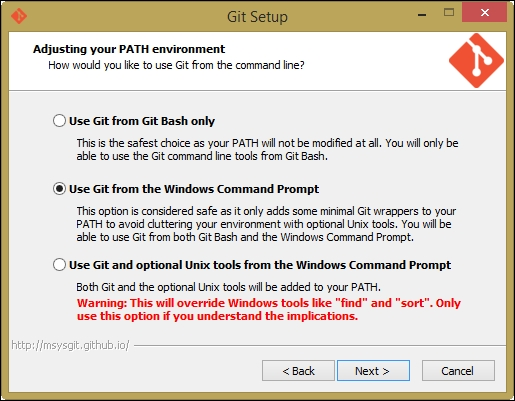 Git Setup
Adjusting your PATH environment
How would you like to use Git from the command line?
Use Git from Git Bash only
This is the safest choice as your PATH will not be modified at all. You will only
be able to use the Git command line tools from Git Bash.
Use Git from the Windows Command Prompt
This option is considered safe as it only adds some minimal Git wrappers to your
PATH to avoid cluttering your environment with optional Unix tools. You will be
able to use Git from both Git Bash and the Windows Command Prompt.
Use Git and optional Unix tools from the Windows Command Prompt
Both Git and the optional Unix tools will be added to your PATH.
Warning: This will override Windows tools like "find" and "sort". Only
use this option if you understand the implications.
http://msysgit.github.io/
< Back Next > Cancel